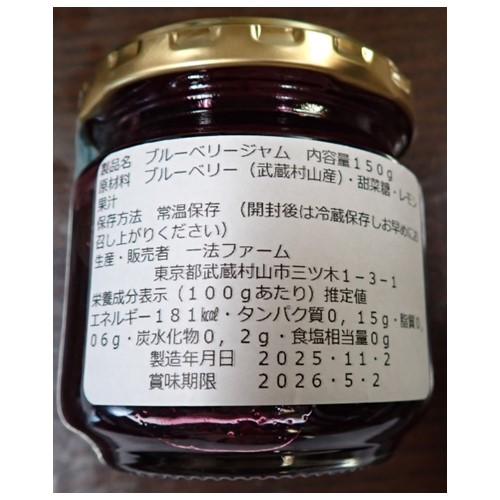 製品名　ブルーベリージャム　内容量１５０ｇ
原材料　ブルーベリー（武蔵村山産）・甜菜糖・レモン
果汁
保存方法　常温保存　（開封後は冷蔵保存しお早めにお
召し上がりください）
生産・販売者　一法ファーム
東京都武蔵村山市三ツ木１－３－１
栄養成分表示（１００ｇあたり）推定値
エネルギー１８１㎉・タンパク質０，１５ｇ・脂質０，
０６ｇ・炭水化物０，２ｇ・食塩相当量０ｇ
製造年月日　２０２５．１１．２
賞味期限　２０２６．５．２